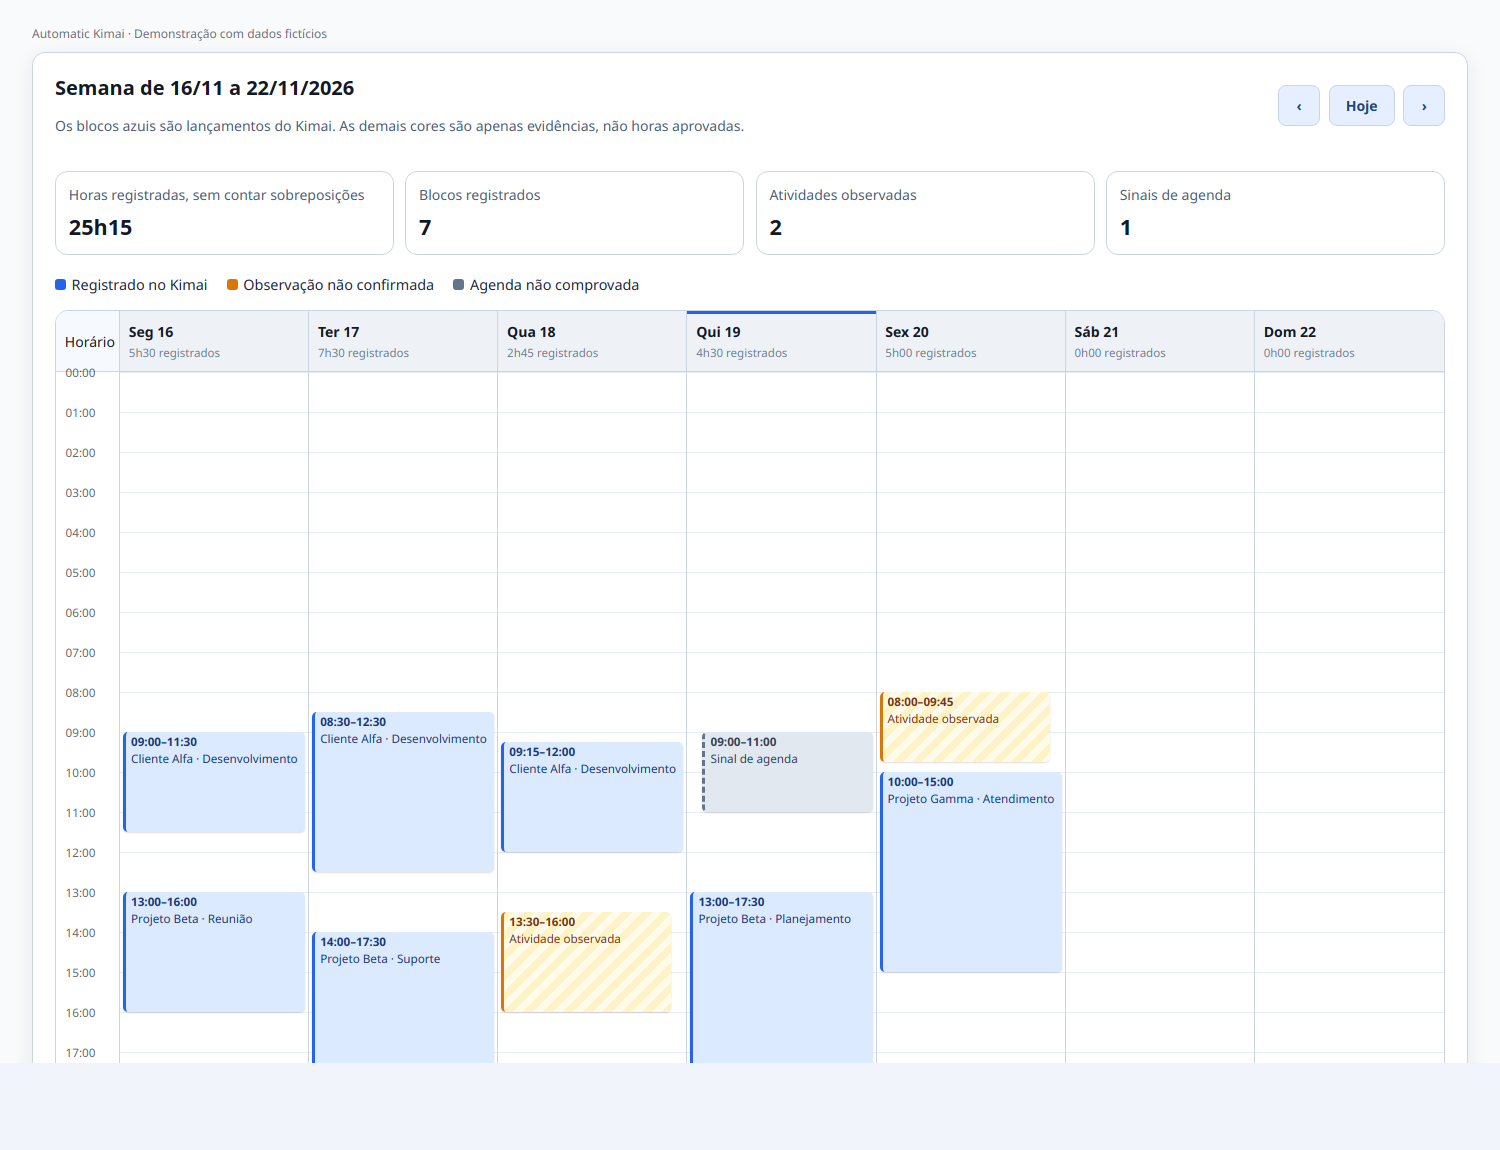 Automatic Kimai · Demonstração com dados fictícios
Semana de 16/11 a 22/11/2026
Os blocos azuis são lançamentos do Kimai. As demais cores são apenas evidências, não horas aprovadas.
‹ Hoje ›
Horas registradas, sem contar sobreposições
25h15
Blocos registrados
7
Atividades observadas
2
Sinais de agenda
1
Registrado no Kimai
Observação não confirmada
Agenda não comprovada
Horário
Seg 16
5h30 registrados
Ter 17
7h30 registrados
Qua 18
2h45 registrados
Qui 19
4h30 registrados
Sex 20
5h00 registrados
Sáb 21
0h00 registrados
Dom 22
0h00 registrados
00:00
01:00
02:00
03:00
04:00
05:00
06:00
07:00
08:00
09:00
10:00
11:00
12:00
13:00
14:00
15:00
16:00
17:00
09:00–11:30
Cliente Alfa · Desenvolvimento
13:00–16:00
Projeto Beta · Reunião
08:30–12:30
Cliente Alfa · Desenvolvimento
14:00–17:30
Projeto Beta · Suporte
09:15–12:00
Cliente Alfa · Desenvolvimento
13:30–16:00
Atividade observada
09:00–11:00
Sinal de agenda
13:00–17:30
Projeto Beta · Planejamento
08:00–09:45
Atividade observada
10:00–15:00
Projeto Gamma · Atendimento